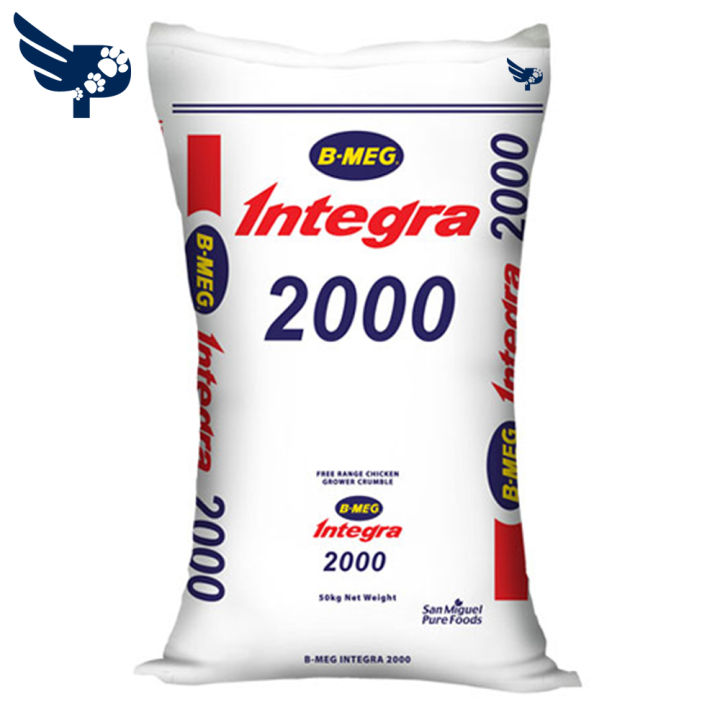 B-MEG®
Integra
2000
FREE RANGE CHICKEN
GROWER CRUMBLE
B-MEG
Integra
2000
50kg Net Weight
San Miguel
Pure Foods
B-MEG INTEGRA 2000
B-MEG
Integra
2000
B-MEG
Integra
2000